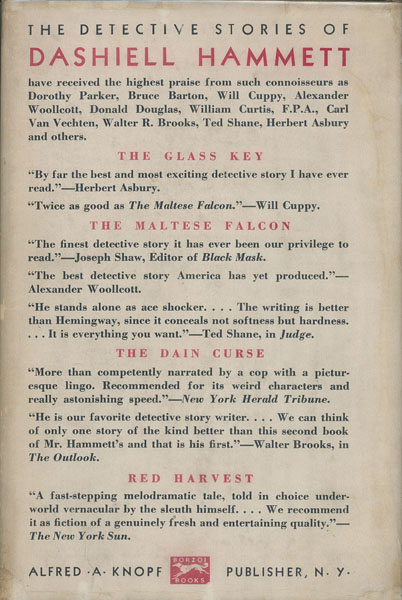 THE DETECTIVE STORIES OF
DASHIELL HAMMETT
have received the highest praise from such connoisseurs as
Dorothy Parker, Bruce Barton, Will Cuppy, Alexander
Woollcott, Donald Douglas, William Curtis, F.P.A., Carl
Van Vechten, Walter R. Brooks, Ted Shane, Herbert Asbury
and others.
THE GLASS KEY
“By far the best and most exciting detective story I have ever
read.”—Herbert Asbury.
“Twice as good as The Maltese Falcon.”—Will Cuppy.
THE MALTESE FALCON
“The finest detective story it has ever been our privilege to
read.”—Joseph Shaw, Editor of Black Mask.
“The best detective story America has yet produced.”—
Alexander Woollcott.
“He stands alone as ace shocker. . . . The writing is better
than Hemingway, since it conceals not softness but hardness.
. . . It is everything you want.”—Ted Shane, in Judge.
THE DAIN CURSE
“More than competently narrated by a cop with a pictur-
esque lingo. Recommended for its weird characters and
really astonishing speed.”—New York Herald Tribune.
“He is our favorite detective story writer. . . . We can think
of only one story of the kind better than this second book
of Mr. Hammett's and that is his first.”—Walter Brooks, in
The Outlook.
RED HARVEST
“A fast-stepping melodramatic tale, told in choice under-
world vernacular by the sleuth himself. . . . We recommend
it as fiction of a genuinely fresh and entertaining quality.”—
The New York Sun.
ALFRED · A · KNOPF BORZOI BOOKS PUBLISHER, N · Y ·